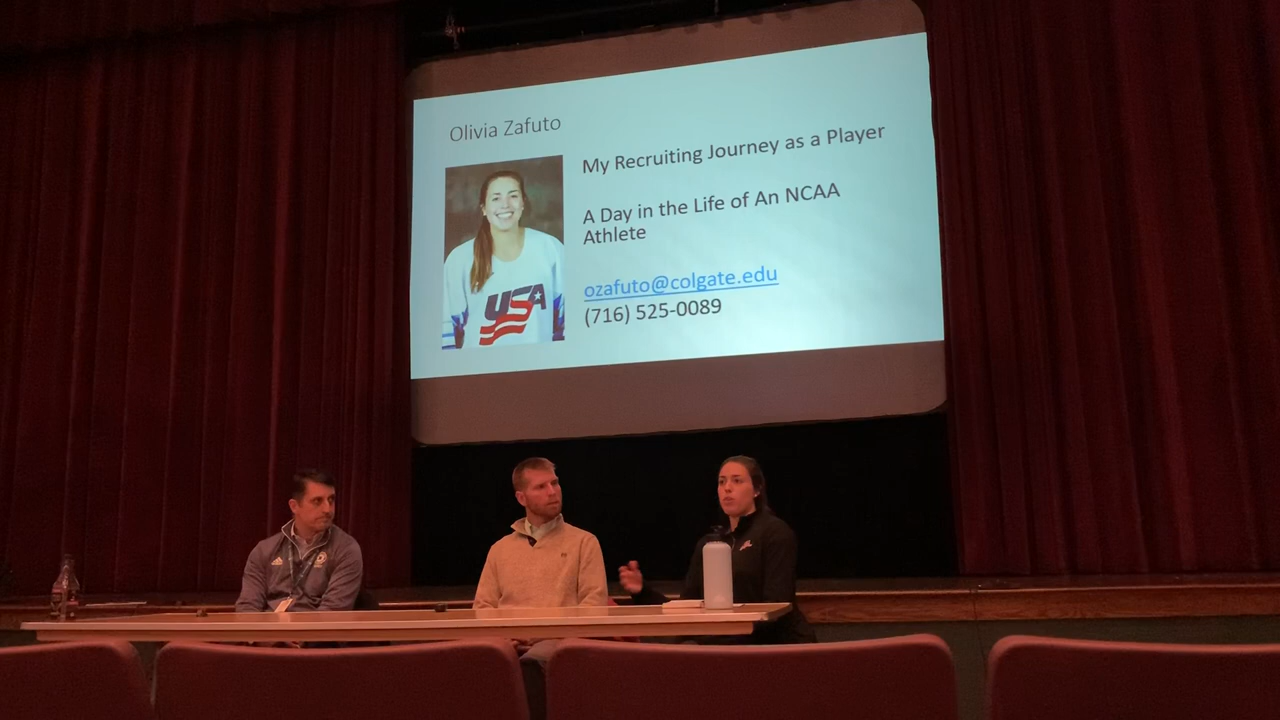 Olivia Zafuto
My Recruiting Journey as a Player
A Day in the Life of An NCAA
Athlete
ozafuto@colgate.edu
(716) 525-0089
USA